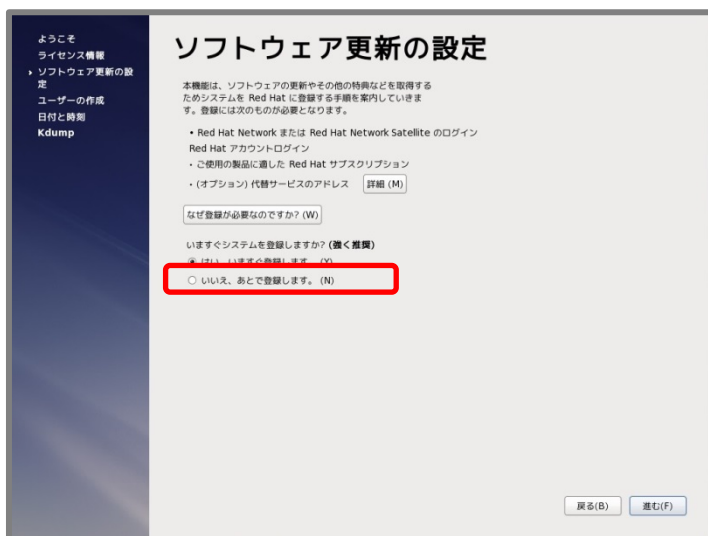 ようこそ
ライセンス情報
ソフトウェア更新の設
定
ユーザーの作成
日付と時刻
Kdump
ソフトウェア更新の設定
本機能は、ソフトウェアの更新やその他の特典などを取得する
ためシステムを Red Hat に登録する手順を案内していきま
す。登録には次のものが必要となります。
• Red Hat Network または Red Hat Network Satellite のログイン
Red Hat アカウントログイン
・ご使用の製品に適した Red Hat サブスクリプション
・(オプション) 代替サービスのアドレス 詳細 (M)
なぜ登録が必要なのですか? (W)
いますぐシステムを登録しますか? (強く推奨)
はい、いますぐ登録します。 (Y)
いいえ、あとで登録します。 (N)
戻る(B) 進む(F)